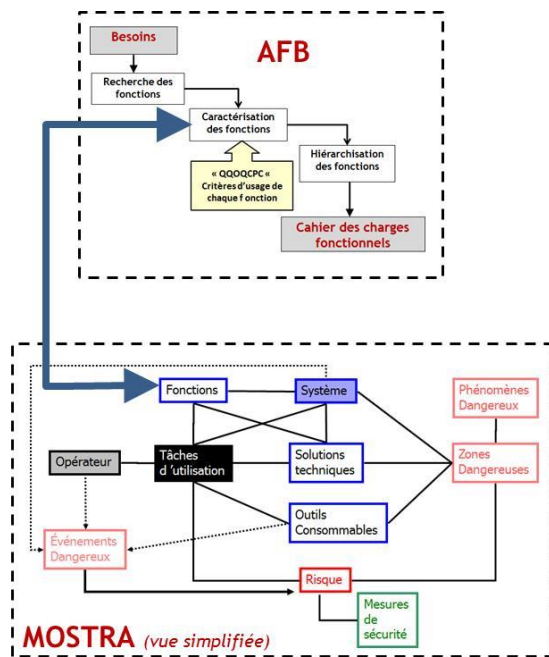 Besoins
AFB
Recherche des
fonctions
Caractérisation
des fonctions
« QQOQCPC «
Critères d'usage de
chaque f onction
Hiérarchisation
des fonctions
Cahier des charges
fonctionnels
Fonctions
Système
Phénomènes
Dangereux
Opérateur
Tâches
d 'utilisation
Solutions
techniques
Zones
Dangereuses
Outils
Consommables
Événements
Dangereux
Risque
Mesures
de
sécurité
MOSTRA (vue simplifiée)